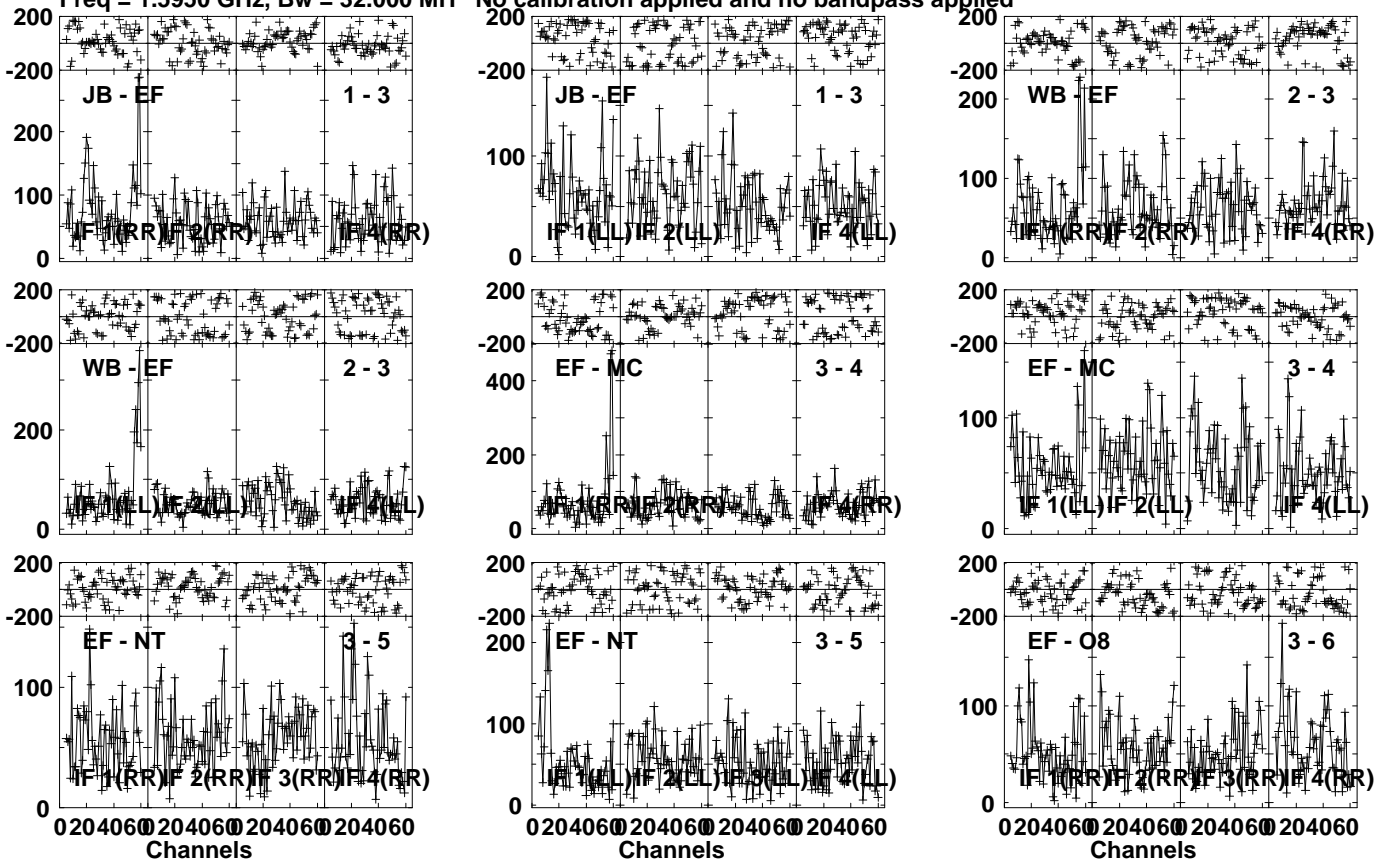 Freq = 1.5950 GHz, Bw = 32.000 MH No calibration applied and no bandpass applied
200
-200
JB - EF
1 - 3
200
100
0
IF 1(RR)
IF 2(RR)
IF 4(RR)
200
-200
JB - EF
1 - 3
100
0
IF 1(LL)
IF 2(LL)
IF 4(LL)
200
-200
WB - EF
2 - 3
200
100
0
IF 1(RR)
IF 2(RR)
IF 4(RR)
200
-200
WB - EF
2 - 3
200
0
IF 1(LL)
IF 2(LL)
IF 4(LL)
200
-200
EF - MC
3 - 4
400
200
0
IF 1(RR)
IF 2(RR)
IF 4(RR)
200
-200
EF - MC
3 - 4
100
0
IF 1(LL)
IF 2(LL)
IF 4(LL)
200
-200
EF - NT
3 - 5
100
0
IF 1(RR)
IF 2(RR)
IF 3(RR)
IF 4(RR)
0 20 40 60 0 20 40 60 0 20 40 60 0 20 40 60
Channels
200
-200
EF - NT
3 - 5
200
100
0
IF 1(LL)
IF 2(LL)
IF 3(LL)
IF 4(LL)
0 20 40 60 0 20 40 60 0 20 40 60 0 20 40 60
Channels
200
-200
EF - O8
3 - 6
100
0
IF 1(RR)
IF 2(RR)
IF 3(RR)
IF 4(RR)
0 20 40 60 0 20 40 60 0 20 40 60 0 20 40 60
Channels